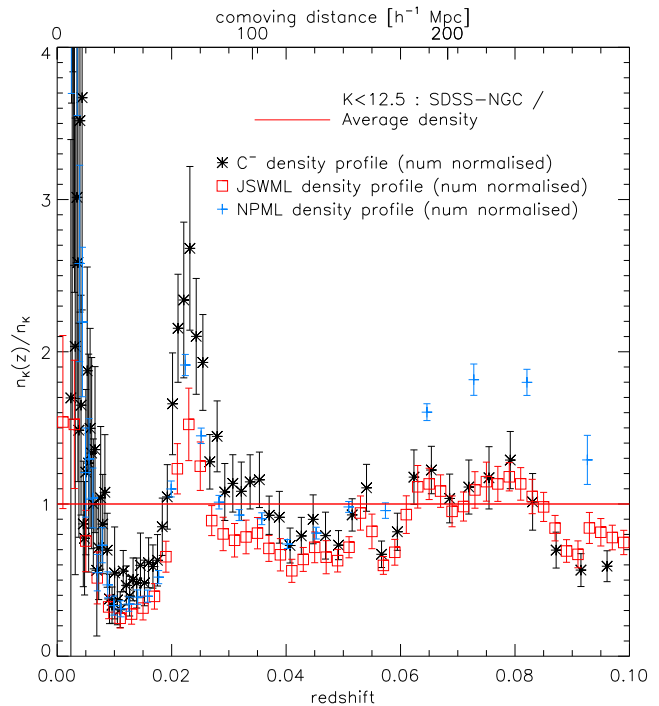 comoving distance [h⁻¹ Mpc]
0 100 200
4
K<12.5 : SDSS-NGC /
Average density
C⁻ density profile (num normalised)
JSWML density profile (num normalised)
NPML density profile (num normalised)
3
n_K(z)/n_K
2
1
0
0.00 0.02 0.04 0.06 0.08 0.10
redshift